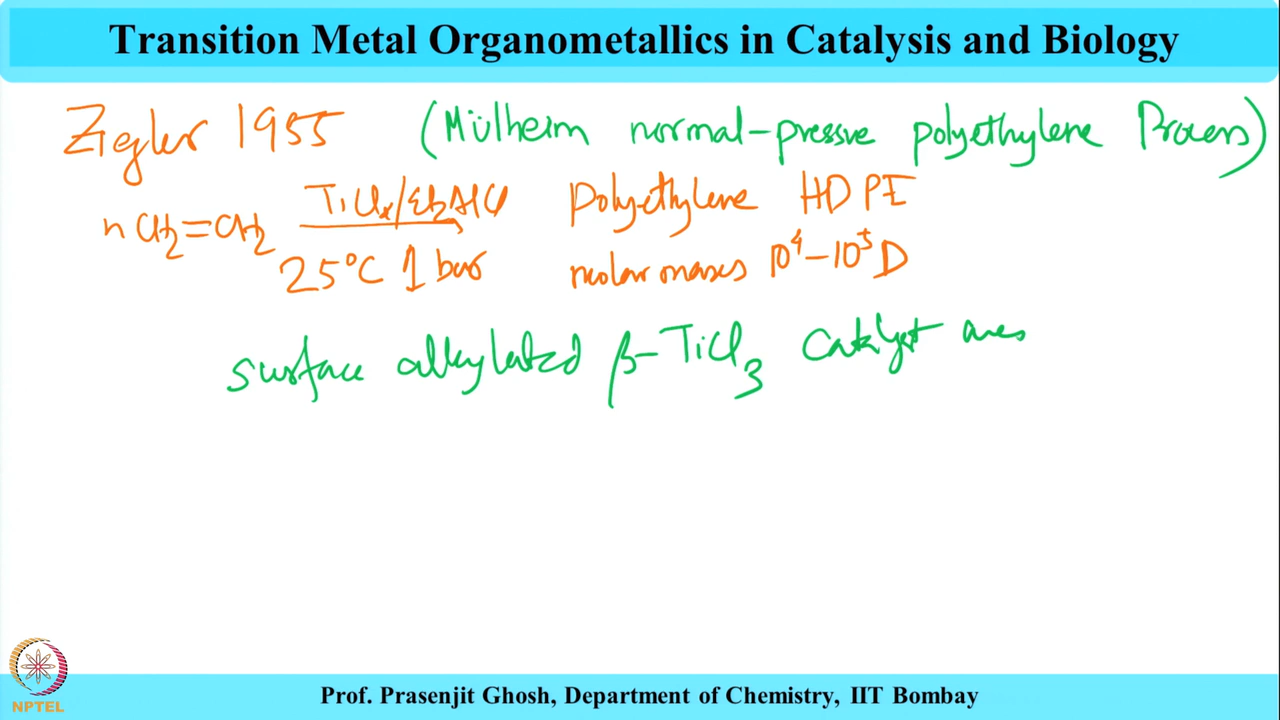 Transition Metal Organometallics in Catalysis and Biology
Ziegler 1955 (Mülheim normal-pressure polyethylene Process)
n CH₂=CH₂ TiClₓ/Et₂AlCl polyethylene HDPE
25°C 1 bar molar masses 10⁴–10⁵ D
surface alkylated β-TiCl₃ catalyst
NPTEL
Prof. Prasenjit Ghosh, Department of Chemistry, IIT Bombay